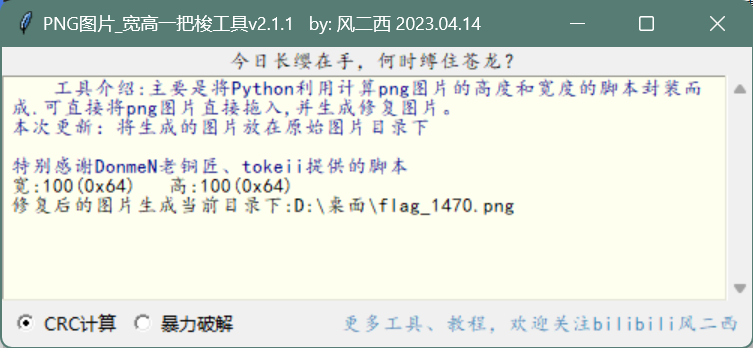 PNG图片_宽高一把梭工具v2.1.1 by: 风二西 2023.04.14
今日长缨在手，何时缚住苍龙？
工具介绍:主要是将Python利用计算png图片的高度和宽度的脚本封装而
成.可直接将png图片直接拖入,并生成修复图片。
本次更新：将生成的图片放在原始图片目录下
特别感谢DonmeN老铜匠、tokeii提供的脚本
宽:100(0x64) 高:100(0x64)
修复后的图片生成当前目录下:D:\桌面\flag_1470.png
CRC计算 暴力破解 更多工具、教程，欢迎关注bilibili风二西